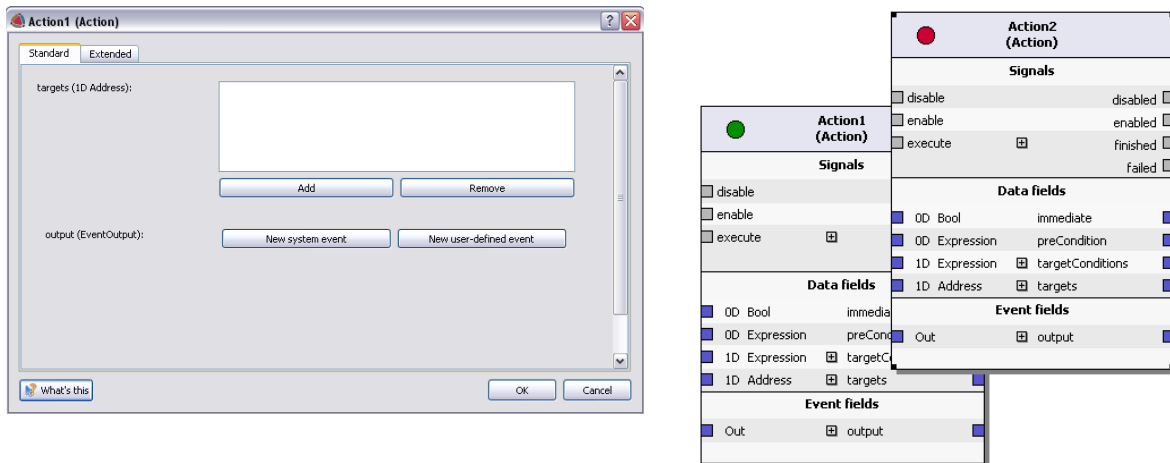 Action1 (Action)
Standard Extended
targets (1D Address):
Add Remove
output (EventOutput):
New system event New user-defined event
What's this OK Cancel
Action1
(Action)
Signals
disable
enable
execute
Data fields
0D Bool immedia
0D Expression preCond
1D Expression targetCo
1D Address targets
Event fields
Out output
Action2
(Action)
Signals
disable disabled
enable enabled
execute finished
failed
Data fields
0D Bool immediate
0D Expression preCondition
1D Expression targetConditions
1D Address targets
Event fields
Out output